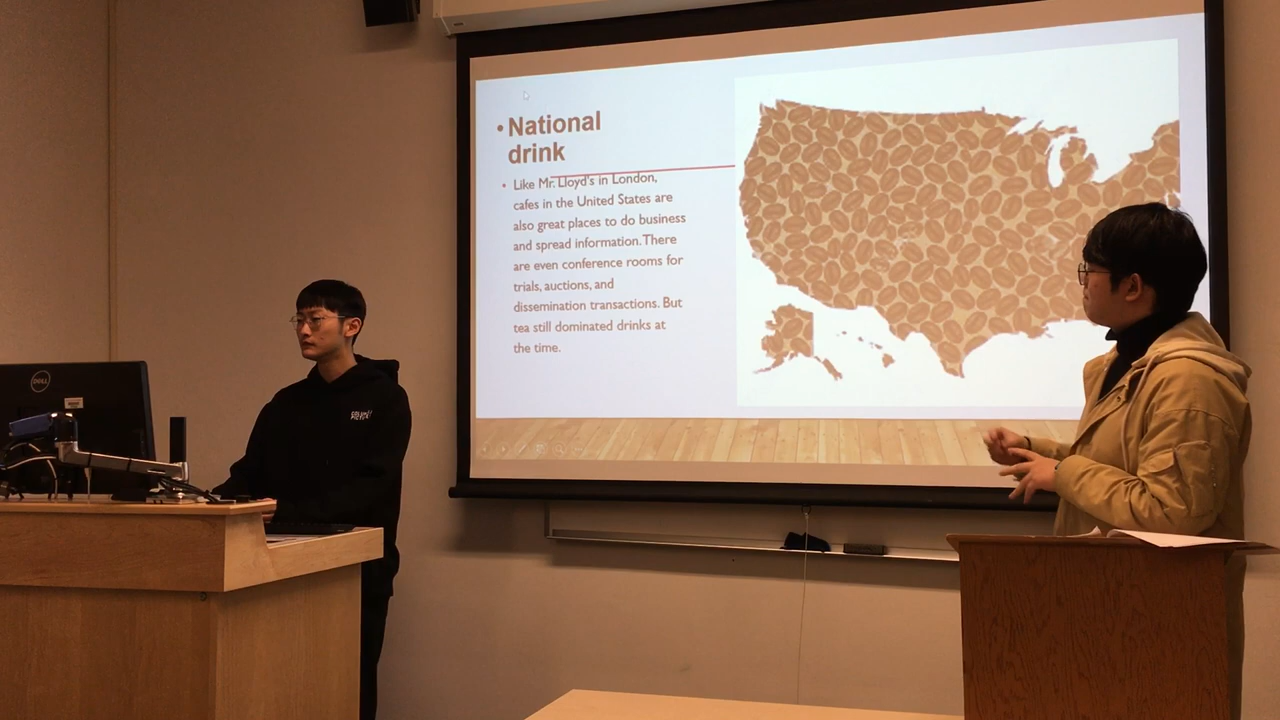 • National
drink
• Like Mr. Lloyd's in London,
cafes in the United States are
also great places to do business
and spread information. There
are even conference rooms for
trials, auctions, and
dissemination transactions. But
tea still dominated drinks at
the time.
DELL